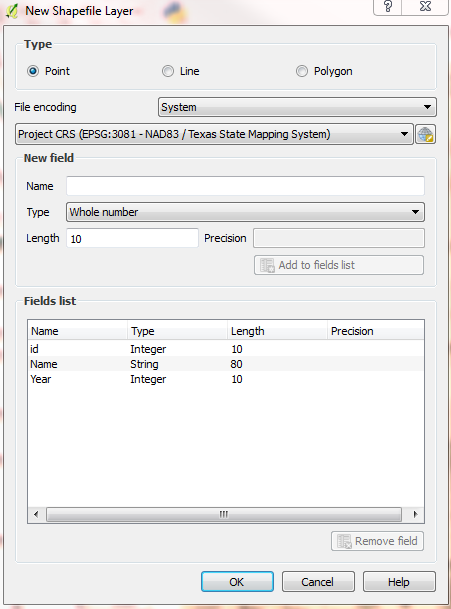 New Shapefile Layer
Type
Point Line Polygon
File encoding System
Project CRS (EPSG:3081 - NAD83 / Texas State Mapping System)
New field
Name
Type Whole number
Length 10 Precision
Add to fields list
Fields list
Name Type Length Precision
id Integer 10
Name String 80
Year Integer 10
Remove field
OK Cancel Help